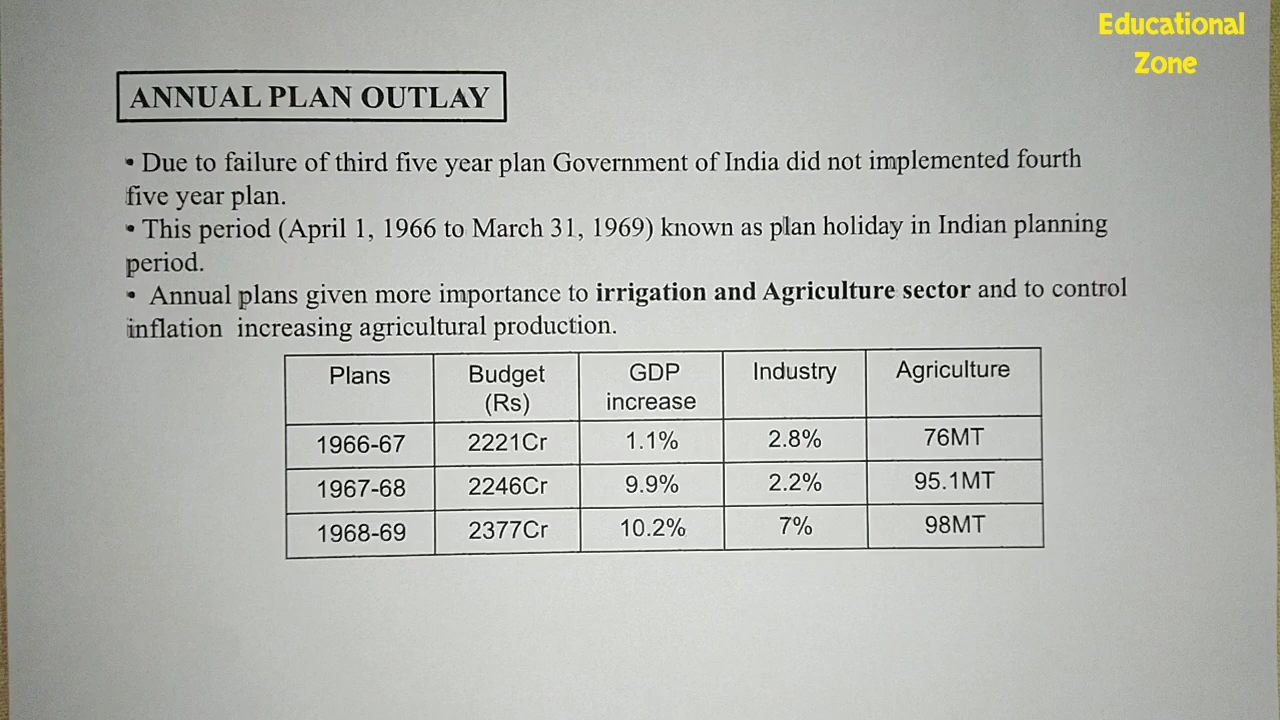 Educational
Zone
ANNUAL PLAN OUTLAY
• Due to failure of third five year plan Government of India did not implemented fourth
five year plan.
• This period (April 1, 1966 to March 31, 1969) known as plan holiday in Indian planning
period.
• Annual plans given more importance to irrigation and Agriculture sector and to control
inflation increasing agricultural production.
Plans Budget GDP Industry Agriculture
(Rs) increase
1966-67 2221Cr 1.1% 2.8% 76MT
1967-68 2246Cr 9.9% 2.2% 95.1MT
1968-69 2377Cr 10.2% 7% 98MT